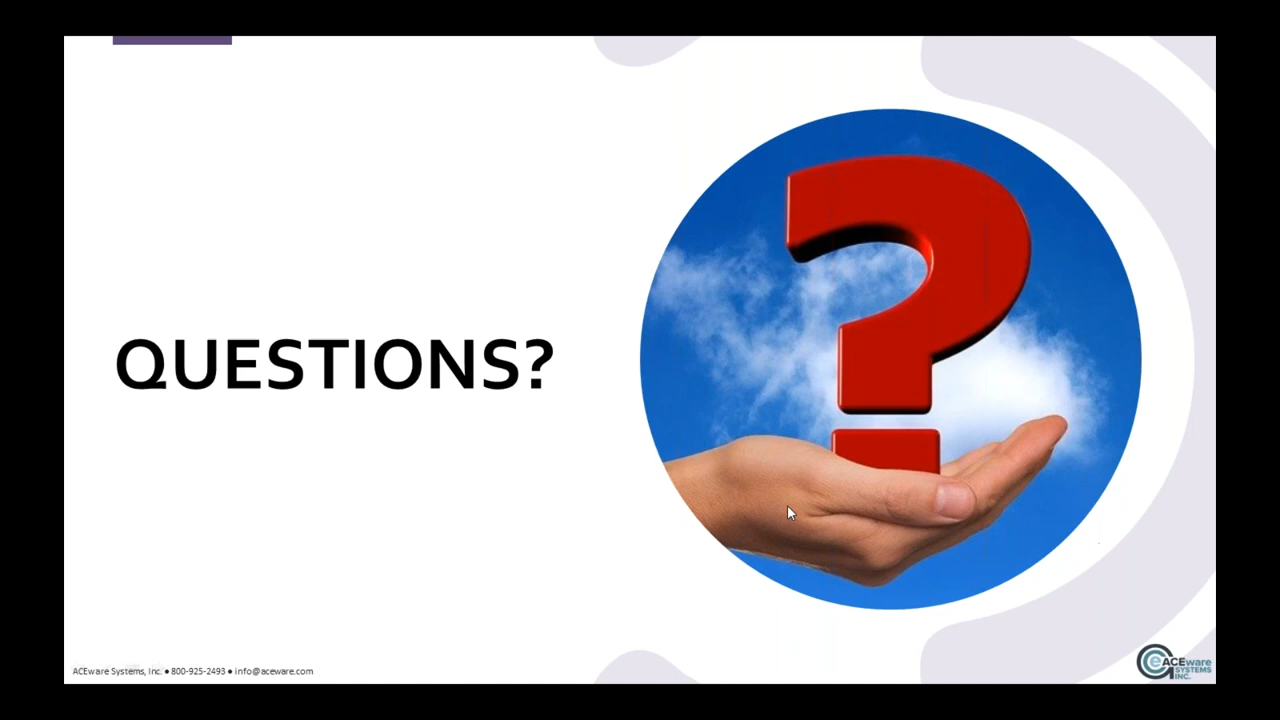 QUESTIONS?
ACEware Systems, Inc. ● 800-925-2493 ● info@aceware.com
e ACEware
SYSTEMS
INC.